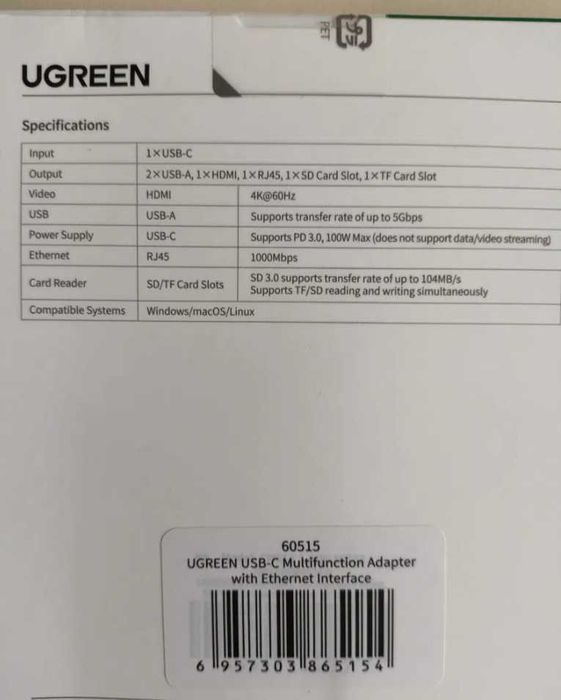 PET
UGREEN
Specifications
Input 1×USB-C
Output 2×USB-A, 1×HDMI, 1×RJ45, 1×SD Card Slot, 1×TF Card Slot
Video HDMI 4K@60Hz
USB USB-A Supports transfer rate of up to 5Gbps
Power Supply USB-C Supports PD 3.0, 100W Max (does not support data/video streaming)
Ethernet RJ45 1000Mbps
Card Reader SD/TF Card Slots SD 3.0 supports transfer rate of up to 104MB/s
Supports TF/SD reading and writing simultaneously
Compatible Systems Windows/macOS/Linux
60515
UGREEN USB-C Multifunction Adapter
with Ethernet Interface
6 957303 865154